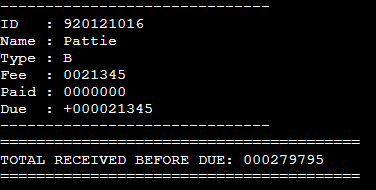 ------------------------------
ID   : 920121016
Name : Pattie
Type : B
Fee  : 0021345
Paid : 0000000
Due  : +000021345
------------------------------
========================================
TOTAL RECEIVED BEFORE DUE: 000279795
========================================